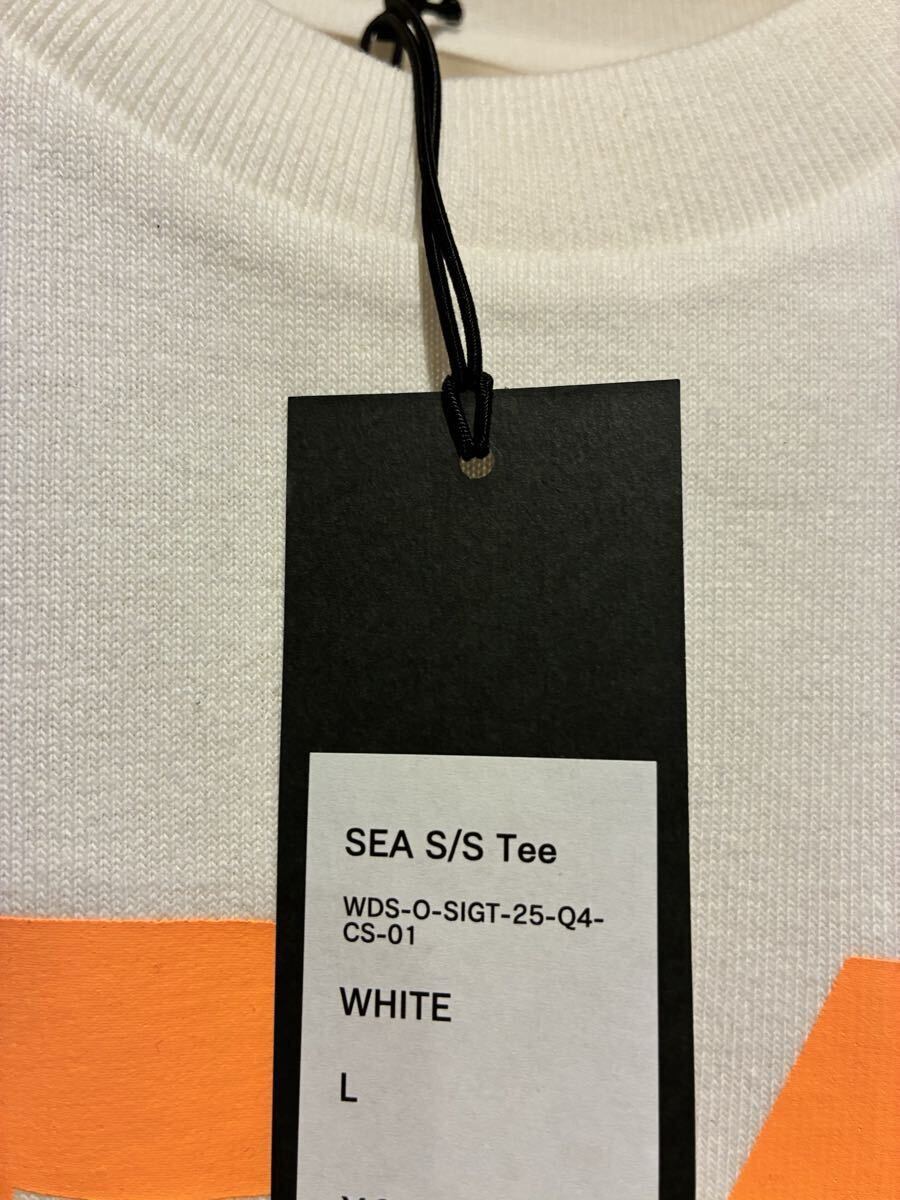 SEA S/S Tee
WDS-O-SIGT-25-Q4-
CS-01
WHITE
L